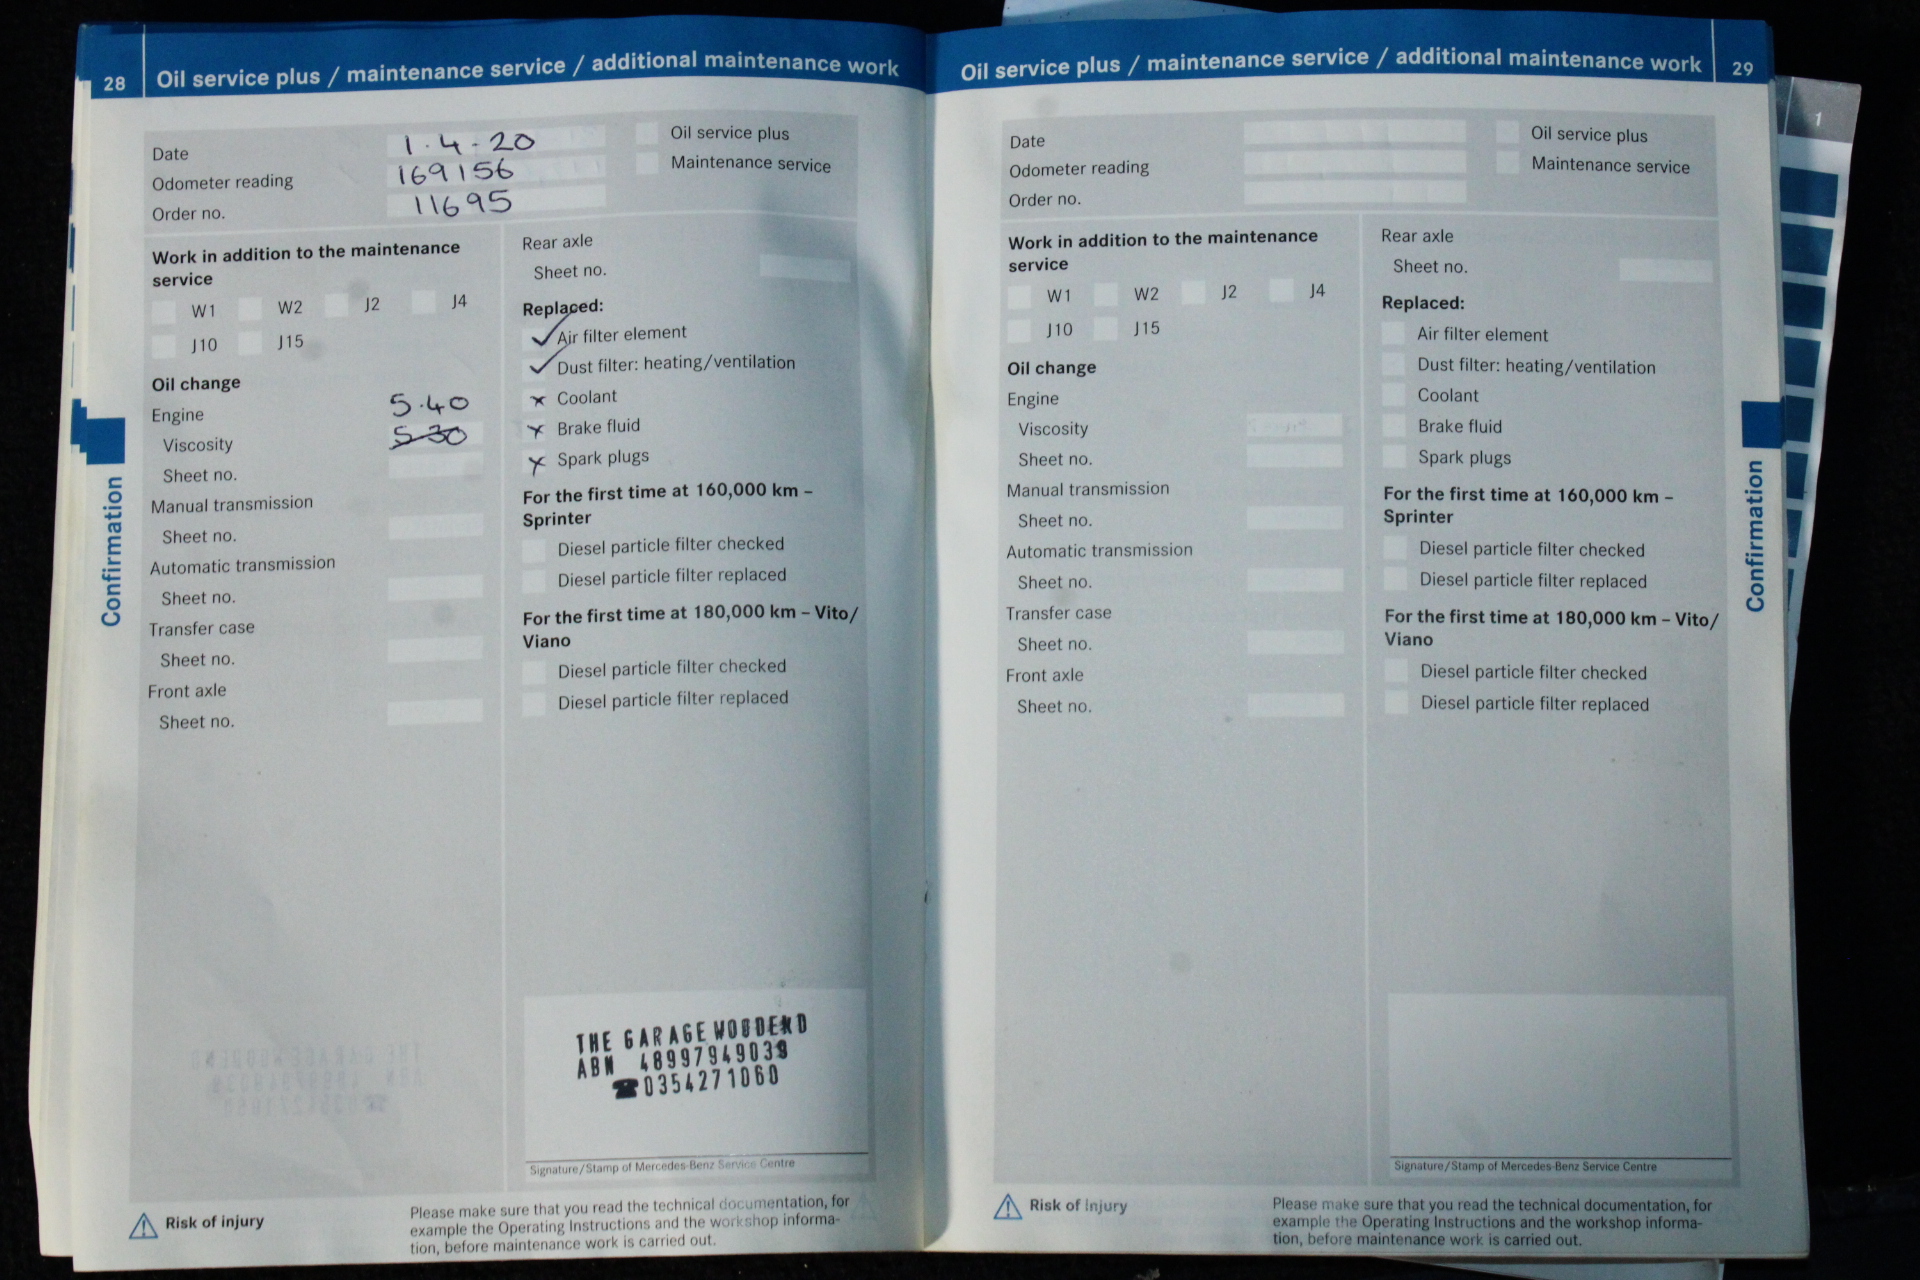 28
Oil service plus / maintenance service / additional maintenance work
Date 1.4-20
Odometer reading 169156
Order no. 11695
Oil service plus
Maintenance service
Work in addition to the maintenance
service
W1 W2 J2 J4
J10 J15
Oil change
Engine 5.40
Viscosity 5-30
Sheet no.
Manual transmission
Sheet no.
Automatic transmission
Sheet no.
Transfer case
Sheet no.
Front axle
Sheet no.
Rear axle
Sheet no.
Replaced:
✓ Air filter element
✓ Dust filter: heating/ventilation
x Coolant
x Brake fluid
x Spark plugs
For the first time at 160,000 km –
Sprinter
Diesel particle filter checked
Diesel particle filter replaced
For the first time at 180,000 km – Vito/
Viano
Diesel particle filter checked
Diesel particle filter replaced
Confirmation
THE GARAGE WOODEND
ABN 48997949039
☎0354271060
Signature/Stamp of Mercedes-Benz Service Centre
Risk of injury
Please make sure that you read the technical documentation, for
example the Operating Instructions and the workshop informa-
tion, before maintenance work is carried out.
Oil service plus / maintenance service / additional maintenance work
29
Date
Odometer reading
Order no.
Oil service plus
Maintenance service
Work in addition to the maintenance
service
W1 W2 J2 J4
J10 J15
Oil change
Engine
Viscosity
Sheet no.
Manual transmission
Sheet no.
Automatic transmission
Sheet no.
Transfer case
Sheet no.
Front axle
Sheet no.
Rear axle
Sheet no.
Replaced:
Air filter element
Dust filter: heating/ventilation
Coolant
Brake fluid
Spark plugs
For the first time at 160,000 km –
Sprinter
Diesel particle filter checked
Diesel particle filter replaced
For the first time at 180,000 km – Vito/
Viano
Diesel particle filter checked
Diesel particle filter replaced
Confirmation
Signature/Stamp of Mercedes-Benz Service Centre
Risk of injury
Please make sure that you read the technical documentation, for
example the Operating Instructions and the workshop informa-
tion, before maintenance work is carried out.
1